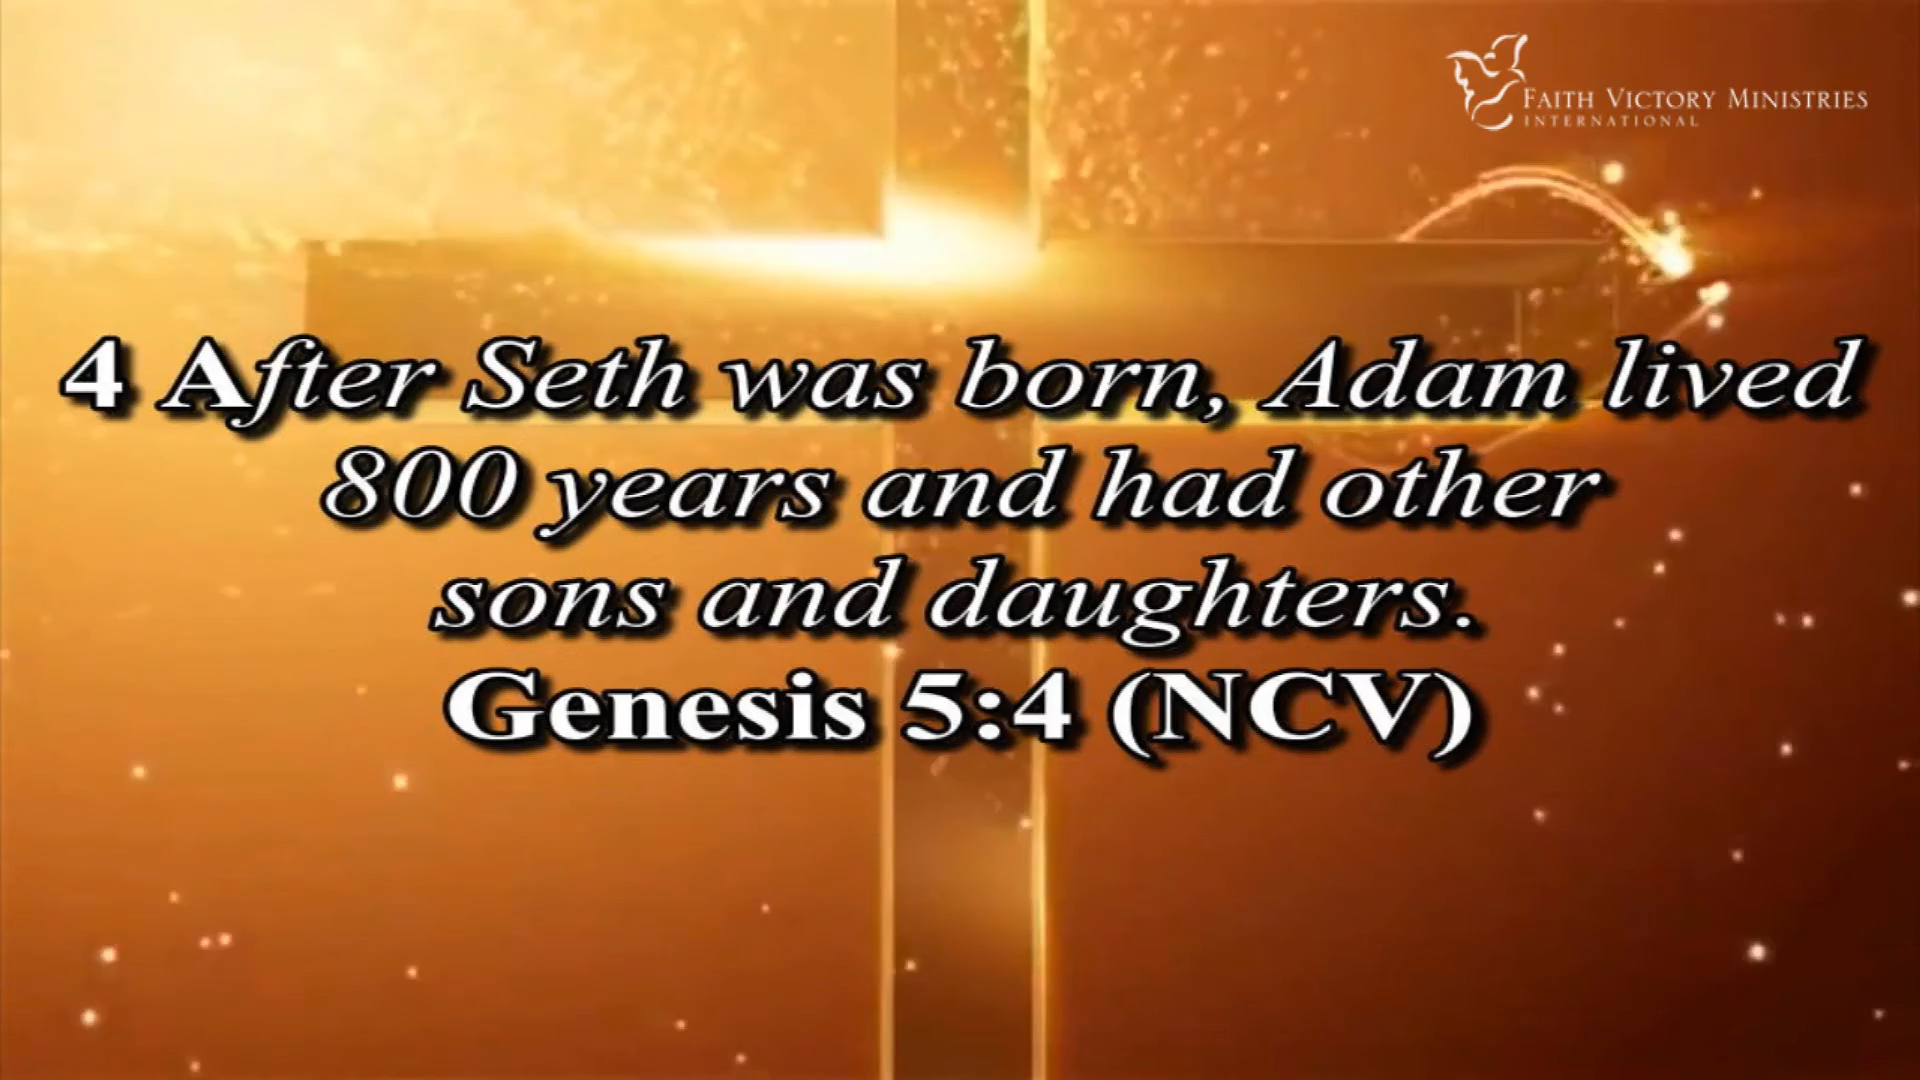 FAITH VICTORY MINISTRIES
INTERNATIONAL
4 After Seth was born, Adam lived
800 years and had other
sons and daughters.
Genesis 5:4 (NCV)